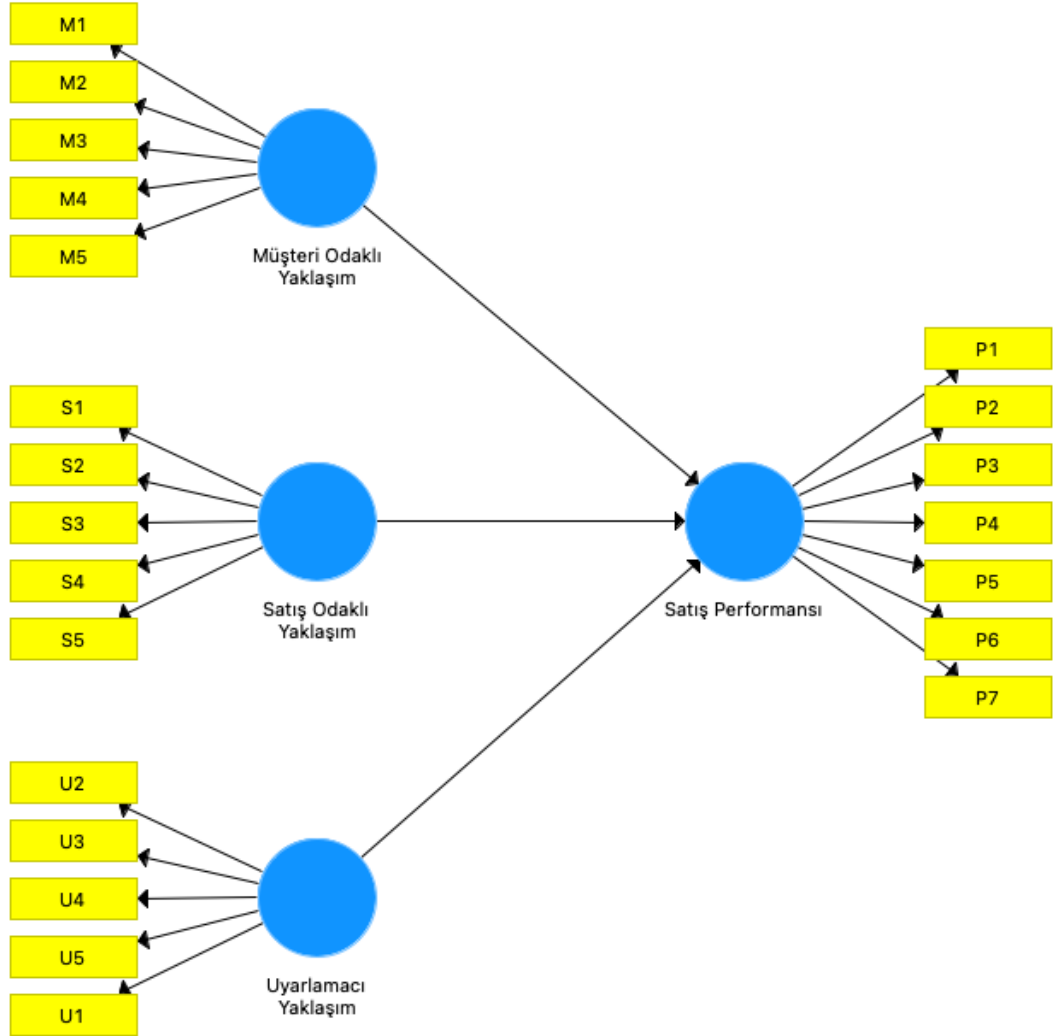 M1
M2
M3
M4
M5
Müşteri Odaklı
Yaklaşım
S1
S2
S3
S4
S5
Satış Odaklı
Yaklaşım
U2
U3
U4
U5
U1
Uyarlamacı
Yaklaşım
Satış Performansı
P1
P2
P3
P4
P5
P6
P7